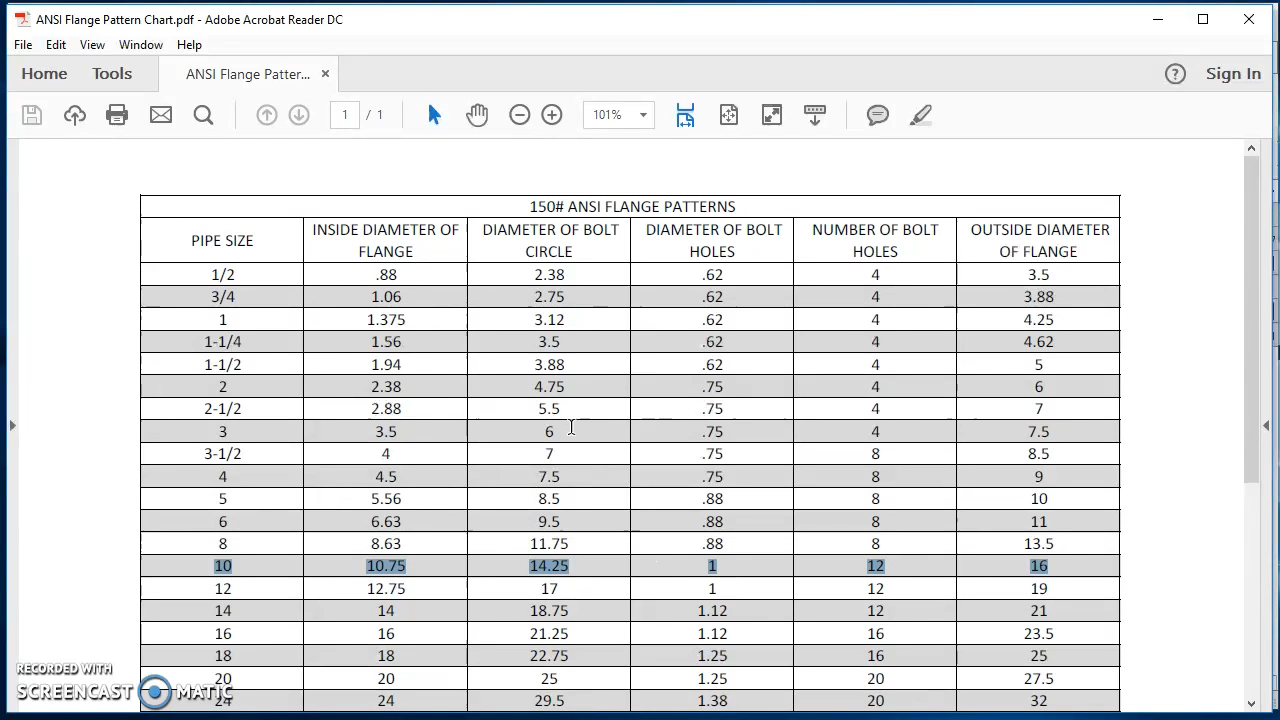 ANSI Flange Pattern Chart.pdf - Adobe Acrobat Reader DC
File Edit View Window Help
Home Tools ANSI Flange Patter... × ? Sign In
1 / 1 101%
150# ANSI FLANGE PATTERNS
PIPE SIZE INSIDE DIAMETER OF FLANGE DIAMETER OF BOLT CIRCLE DIAMETER OF BOLT HOLES NUMBER OF BOLT HOLES OUTSIDE DIAMETER OF FLANGE
1/2 .88 2.38 .62 4 3.5
3/4 1.06 2.75 .62 4 3.88
1 1.375 3.12 .62 4 4.25
1-1/4 1.56 3.5 .62 4 4.62
1-1/2 1.94 3.88 .62 4 5
2 2.38 4.75 .75 4 6
2-1/2 2.88 5.5 .75 4 7
3 3.5 6 .75 4 7.5
3-1/2 4 7 .75 8 8.5
4 4.5 7.5 .75 8 9
5 5.56 8.5 .88 8 10
6 6.63 9.5 .88 8 11
8 8.63 11.75 .88 8 13.5
10 10.75 14.25 1 12 16
12 12.75 17 1 12 19
14 14 18.75 1.12 12 21
16 16 21.25 1.12 16 23.5
18 18 22.75 1.25 16 25
20 20 25 1.25 20 27.5
24 24 29.5 1.38 20 32
RECORDED WITH
SCREENCAST MATIC